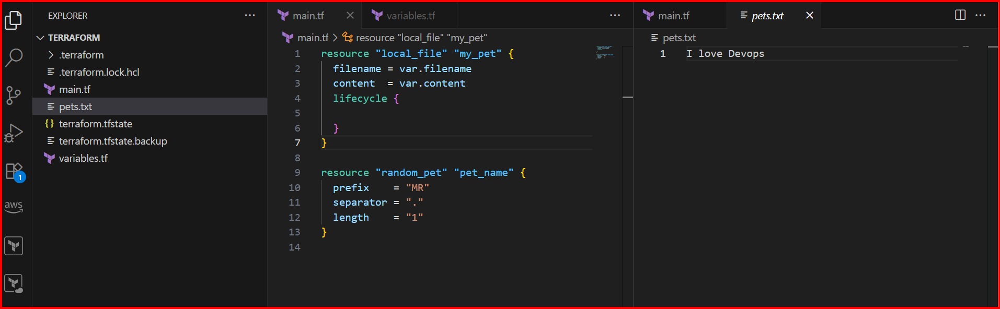 EXPLORER
TERRAFORM
.terraform
.terraform.lock.hcl
main.tf
pets.txt
terraform.tfstate
terraform.tfstate.backup
variables.tf
1
aws
main.tf
variables.tf
main.tf > resource "local_file" "my_pet"
1 resource "local_file" "my_pet" {
2   filename = var.filename
3   content  = var.content
4   lifecycle {
5
6   }
7 }
8
9 resource "random_pet" "pet_name" {
10   prefix    = "MR"
11   separator = "."
12   length    = "1"
13 }
14
main.tf
pets.txt
pets.txt
1 I love Devops